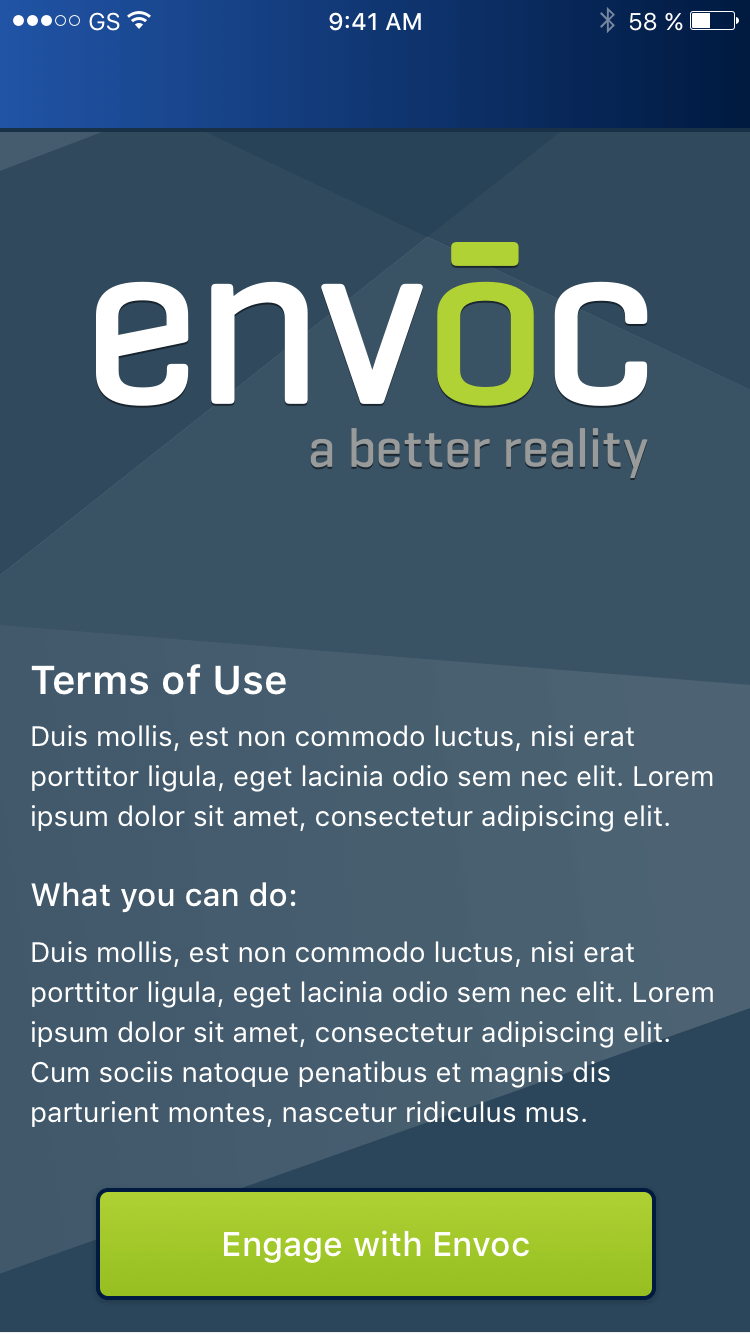 GS 9:41 AM 58 %
envōc
a better reality
Terms of Use
Duis mollis, est non commodo luctus, nisi erat
porttitor ligula, eget lacinia odio sem nec elit. Lorem
ipsum dolor sit amet, consectetur adipiscing elit.
What you can do:
Duis mollis, est non commodo luctus, nisi erat
porttitor ligula, eget lacinia odio sem nec elit. Lorem
ipsum dolor sit amet, consectetur adipiscing elit.
Cum sociis natoque penatibus et magnis dis
parturient montes, nascetur ridiculus mus.
Engage with Envoc